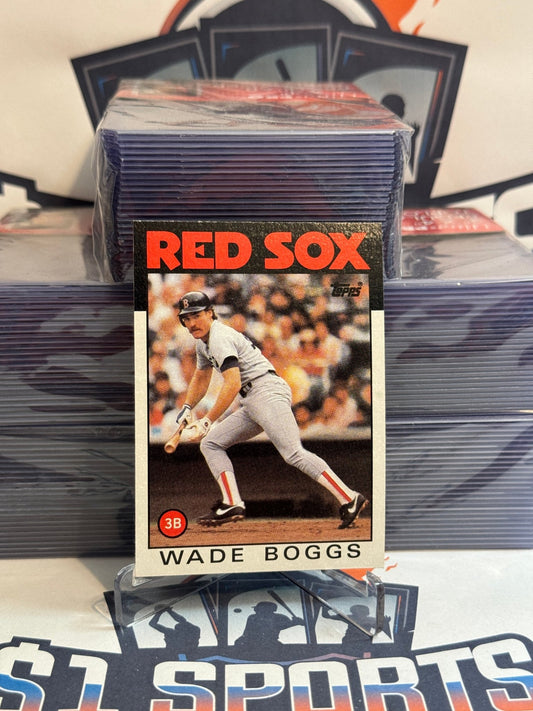 RED SOX
Topps®
B
3B
WADE BOGGS
$1 SPORTS